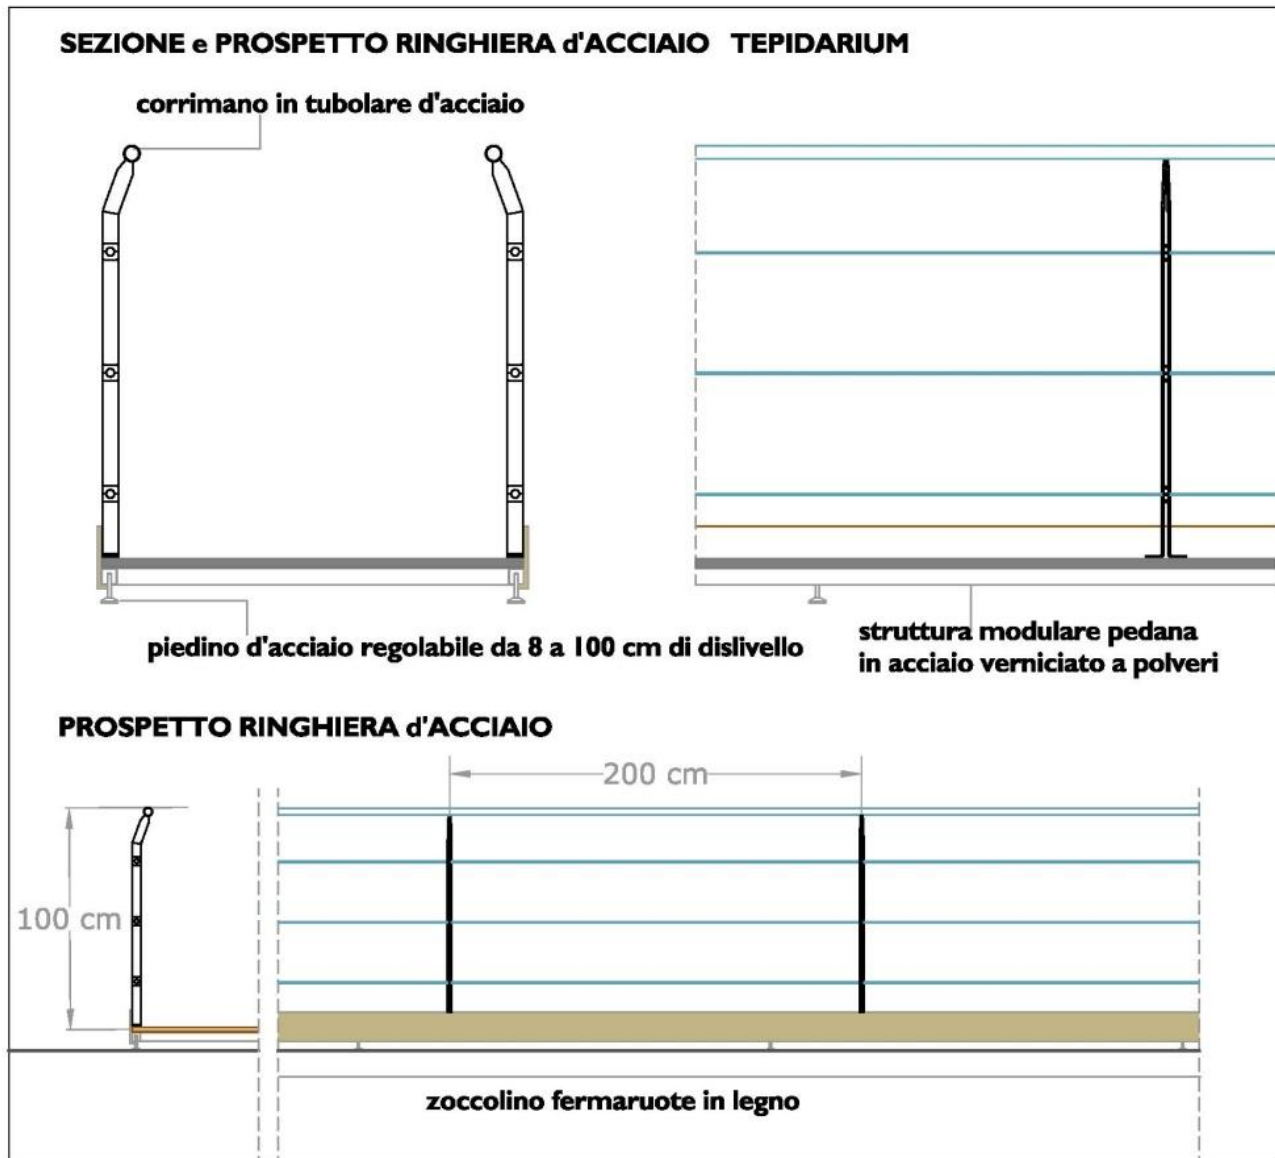 SEZIONE e PROSPETTO RINGHIERA d'ACCIAIO TEPIDARIUM
corrimano in tubolare d'acciaio
piedino d'acciaio regolabile da 8 a 100 cm di dislivello
struttura modulare pedana
in acciaio verniciato a polveri
PROSPETTO RINGHIERA d'ACCIAIO
200 cm
100 cm
zoccolino fermaruote in legno